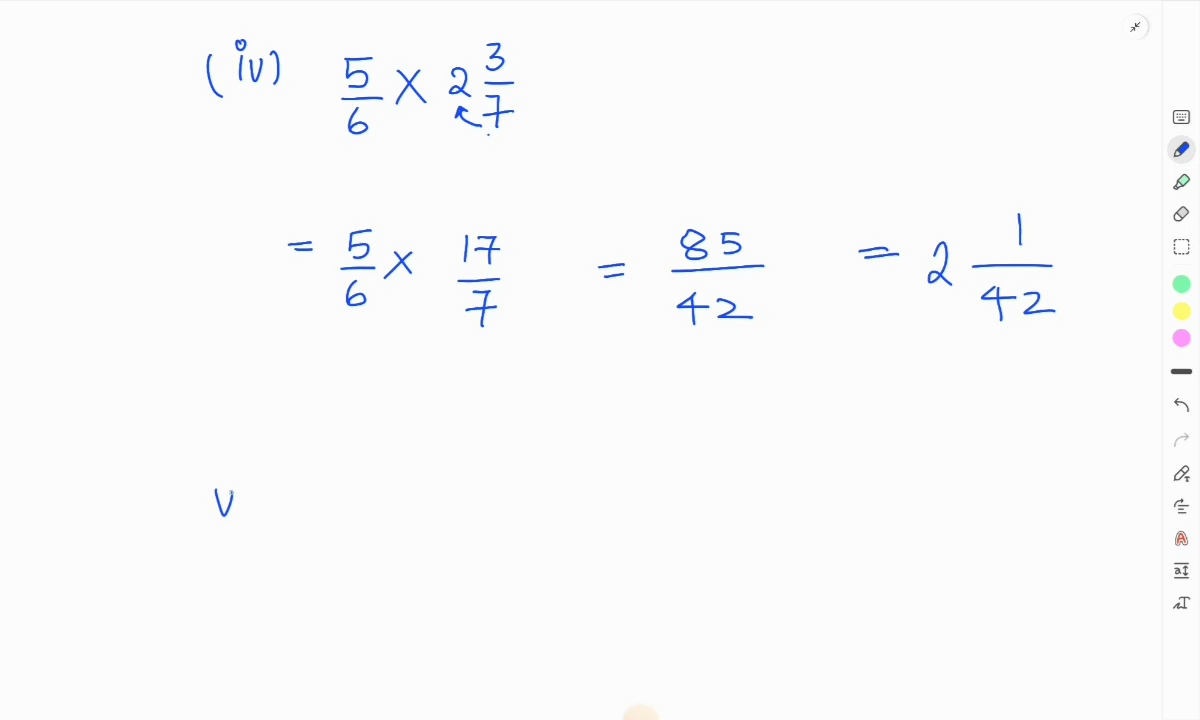 (iv) 5/6 × 2 3/7
= 5/6 × 17/7 = 85/42 = 2 1/42
v